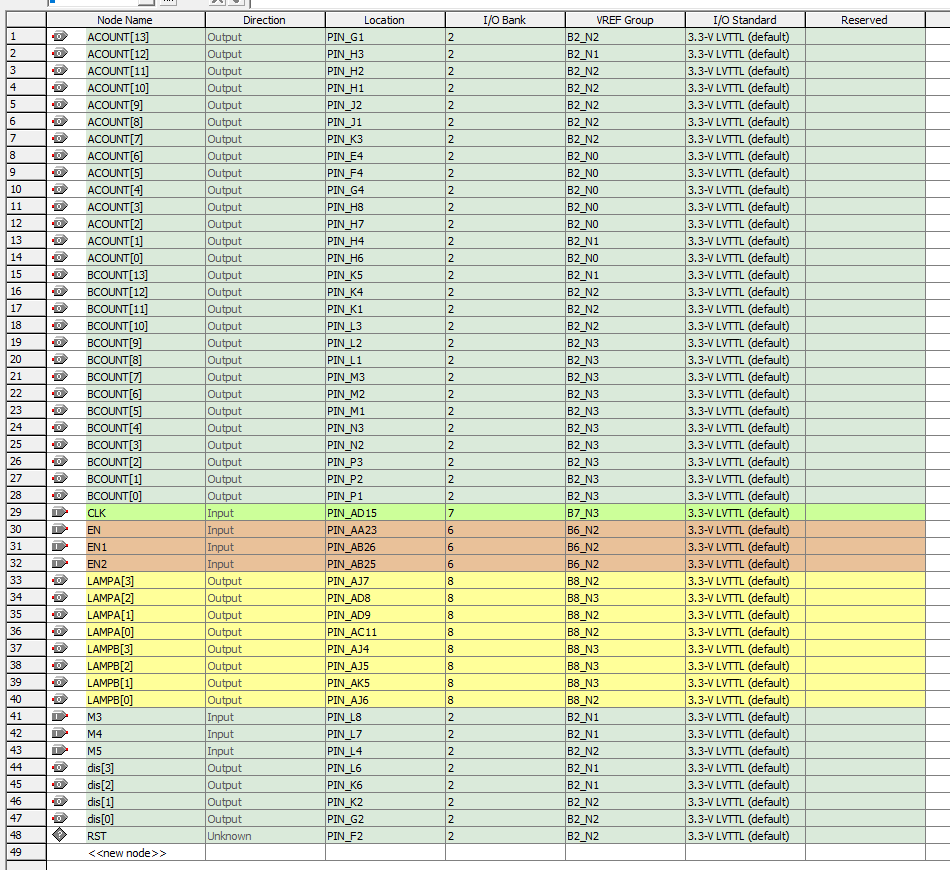 Node Name Direction Location I/O Bank VREF Group I/O Standard Reserved
1 ACOUNT[13] Output PIN_G1 2 B2_N2 3.3-V LVTTL (default)
2 ACOUNT[12] Output PIN_H3 2 B2_N1 3.3-V LVTTL (default)
3 ACOUNT[11] Output PIN_H2 2 B2_N2 3.3-V LVTTL (default)
4 ACOUNT[10] Output PIN_H1 2 B2_N2 3.3-V LVTTL (default)
5 ACOUNT[9] Output PIN_J2 2 B2_N2 3.3-V LVTTL (default)
6 ACOUNT[8] Output PIN_J1 2 B2_N2 3.3-V LVTTL (default)
7 ACOUNT[7] Output PIN_K3 2 B2_N2 3.3-V LVTTL (default)
8 ACOUNT[6] Output PIN_E4 2 B2_N0 3.3-V LVTTL (default)
9 ACOUNT[5] Output PIN_F4 2 B2_N0 3.3-V LVTTL (default)
10 ACOUNT[4] Output PIN_G4 2 B2_N0 3.3-V LVTTL (default)
11 ACOUNT[3] Output PIN_H8 2 B2_N0 3.3-V LVTTL (default)
12 ACOUNT[2] Output PIN_H7 2 B2_N0 3.3-V LVTTL (default)
13 ACOUNT[1] Output PIN_H4 2 B2_N1 3.3-V LVTTL (default)
14 ACOUNT[0] Output PIN_H6 2 B2_N0 3.3-V LVTTL (default)
15 BCOUNT[13] Output PIN_K5 2 B2_N1 3.3-V LVTTL (default)
16 BCOUNT[12] Output PIN_K4 2 B2_N2 3.3-V LVTTL (default)
17 BCOUNT[11] Output PIN_K1 2 B2_N2 3.3-V LVTTL (default)
18 BCOUNT[10] Output PIN_L3 2 B2_N2 3.3-V LVTTL (default)
19 BCOUNT[9] Output PIN_L2 2 B2_N3 3.3-V LVTTL (default)
20 BCOUNT[8] Output PIN_L1 2 B2_N3 3.3-V LVTTL (default)
21 BCOUNT[7] Output PIN_M3 2 B2_N3 3.3-V LVTTL (default)
22 BCOUNT[6] Output PIN_M2 2 B2_N3 3.3-V LVTTL (default)
23 BCOUNT[5] Output PIN_M1 2 B2_N3 3.3-V LVTTL (default)
24 BCOUNT[4] Output PIN_N3 2 B2_N3 3.3-V LVTTL (default)
25 BCOUNT[3] Output PIN_N2 2 B2_N3 3.3-V LVTTL (default)
26 BCOUNT[2] Output PIN_P3 2 B2_N3 3.3-V LVTTL (default)
27 BCOUNT[1] Output PIN_P2 2 B2_N3 3.3-V LVTTL (default)
28 BCOUNT[0] Output PIN_P1 2 B2_N3 3.3-V LVTTL (default)
29 CLK Input PIN_AD15 7 B7_N3 3.3-V LVTTL (default)
30 EN Input PIN_AA23 6 B6_N2 3.3-V LVTTL (default)
31 EN1 Input PIN_AB26 6 B6_N2 3.3-V LVTTL (default)
32 EN2 Input PIN_AB25 6 B6_N2 3.3-V LVTTL (default)
33 LAMPA[3] Output PIN_AJ7 8 B8_N2 3.3-V LVTTL (default)
34 LAMPA[2] Output PIN_AD8 8 B8_N3 3.3-V LVTTL (default)
35 LAMPA[1] Output PIN_AD9 8 B8_N2 3.3-V LVTTL (default)
36 LAMPA[0] Output PIN_AC11 8 B8_N2 3.3-V LVTTL (default)
37 LAMPB[3] Output PIN_AJ4 8 B8_N3 3.3-V LVTTL (default)
38 LAMPB[2] Output PIN_AJ5 8 B8_N3 3.3-V LVTTL (default)
39 LAMPB[1] Output PIN_AK5 8 B8_N3 3.3-V LVTTL (default)
40 LAMPB[0] Output PIN_AJ6 8 B8_N2 3.3-V LVTTL (default)
41 M3 Input PIN_L8 2 B2_N1 3.3-V LVTTL (default)
42 M4 Input PIN_L7 2 B2_N1 3.3-V LVTTL (default)
43 M5 Input PIN_L4 2 B2_N2 3.3-V LVTTL (default)
44 dis[3] Output PIN_L6 2 B2_N1 3.3-V LVTTL (default)
45 dis[2] Output PIN_K6 2 B2_N1 3.3-V LVTTL (default)
46 dis[1] Output PIN_K2 2 B2_N2 3.3-V LVTTL (default)
47 dis[0] Output PIN_G2 2 B2_N2 3.3-V LVTTL (default)
48 RST Unknown PIN_F2 2 B2_N2 3.3-V LVTTL (default)
49 <<new node>>